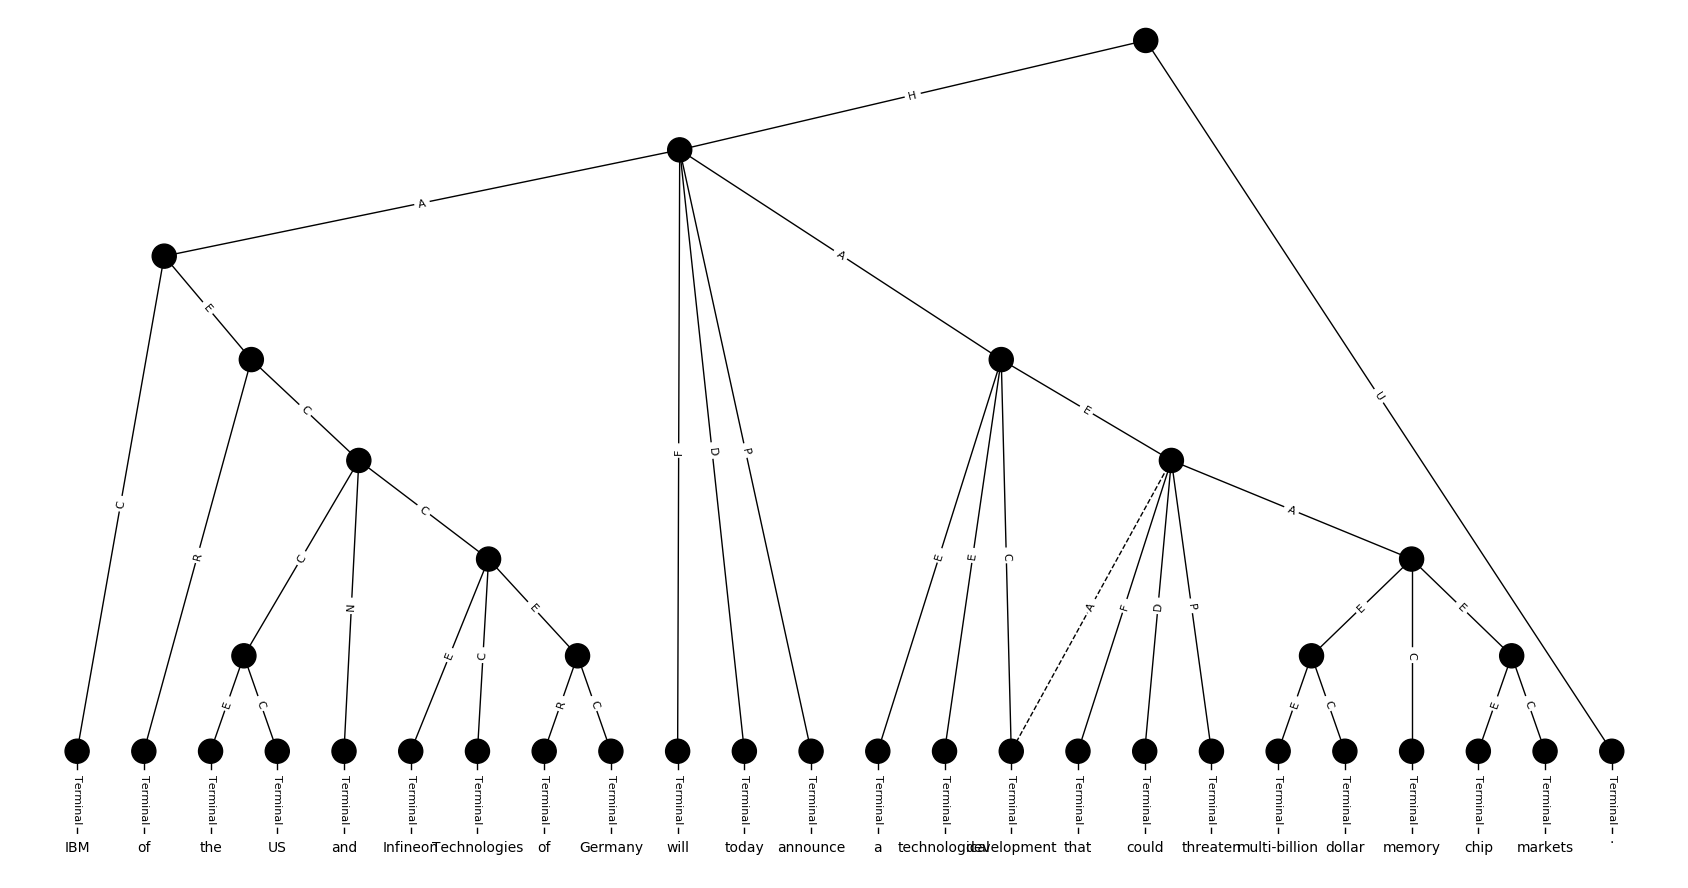 H
A
A
E
U
C
E
F
D
P
C
A
C
R
C
E
E
C
N
E
A
F
D
P
E
E
E
C
E
C
R
C
E
C
E
C
E
C
Terminal Terminal Terminal Terminal Terminal Terminal Terminal Terminal Terminal Terminal Terminal Terminal Terminal Terminal Terminal Terminal Terminal Terminal Terminal Terminal Terminal Terminal Terminal Terminal
IBM of the US and Infineon Technologies of Germany will today announce a technological development that could threaten multi-billion dollar memory chip markets .